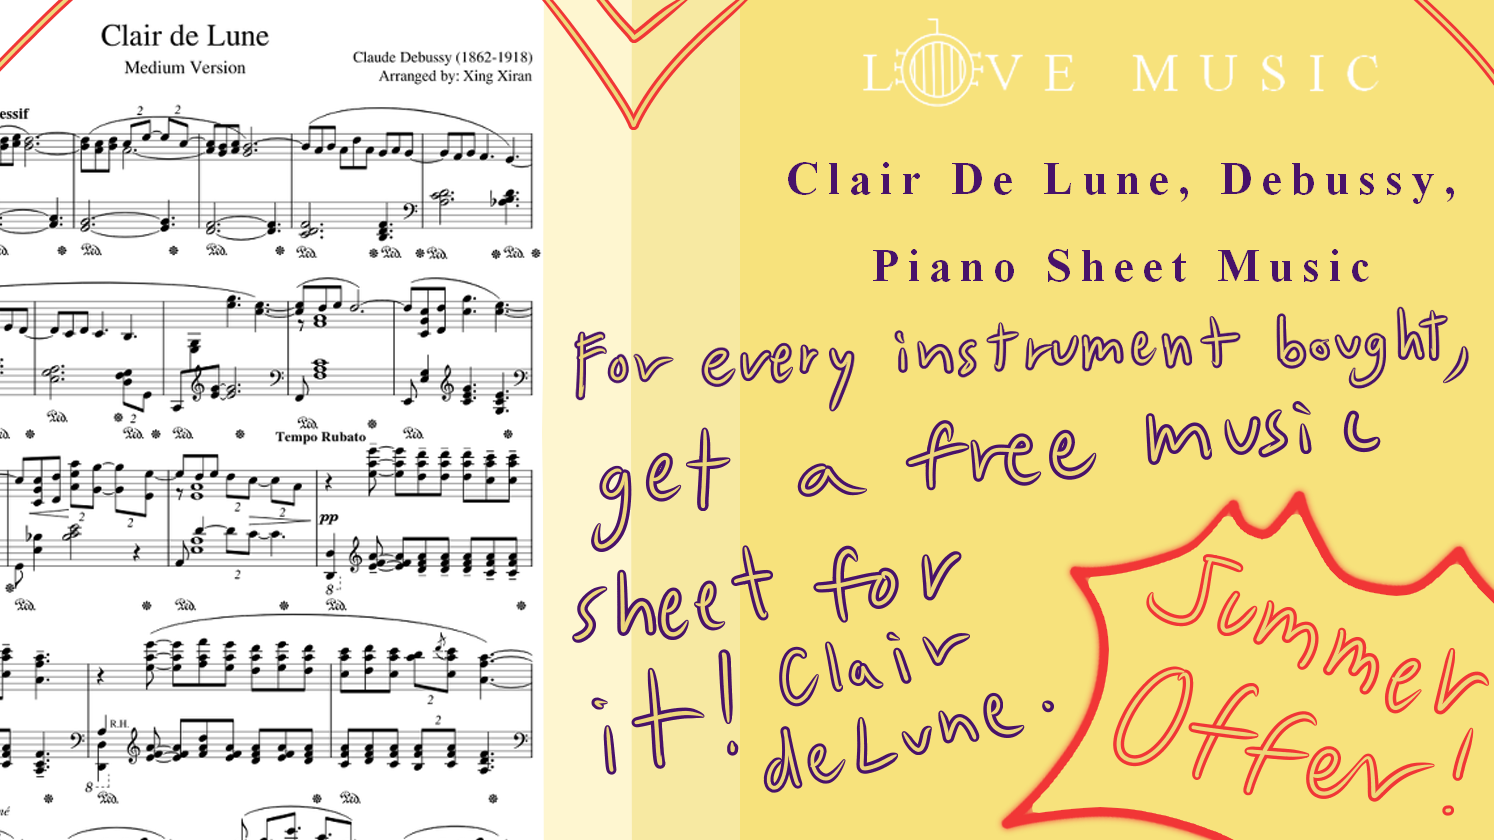 Clair de Lune
Medium Version
Claude Debussy (1862-1918)
Arranged by: Xing Xiran
essif
Tempo Rubato
pp
R.H.
LOVE MUSIC
Clair De Lune, Debussy,
Piano Sheet Music
For every instrument bought,
get a free music
sheet for
it! Clair
de Lune.
Summer
Offer!